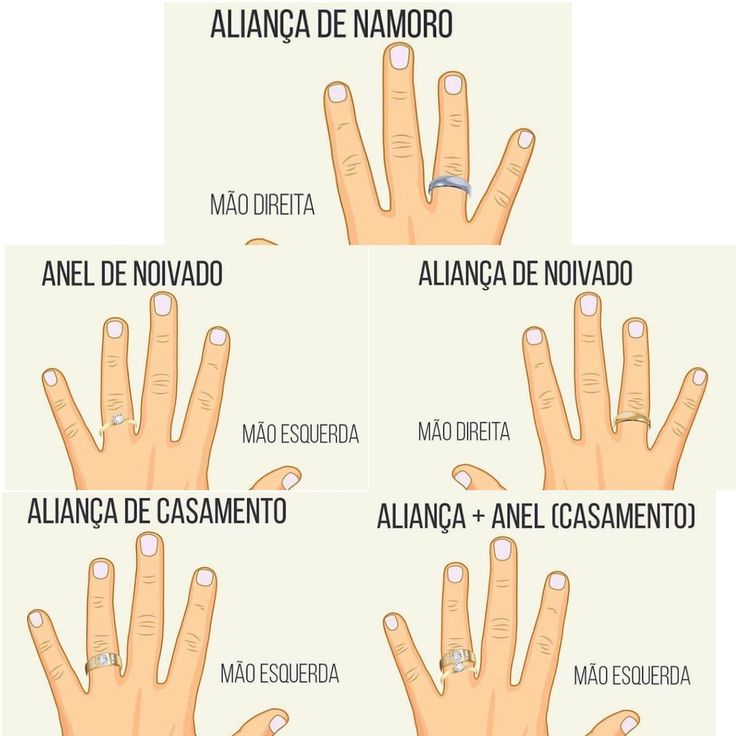 ALIANÇA DE NAMORO
MÃO DIREITA
ANEL DE NOIVADO
MÃO ESQUERDA
ALIANÇA DE NOIVADO
MÃO DIREITA
ALIANÇA DE CASAMENTO
MÃO ESQUERDA
ALIANÇA + ANEL (CASAMENTO)
MÃO ESQUERDA